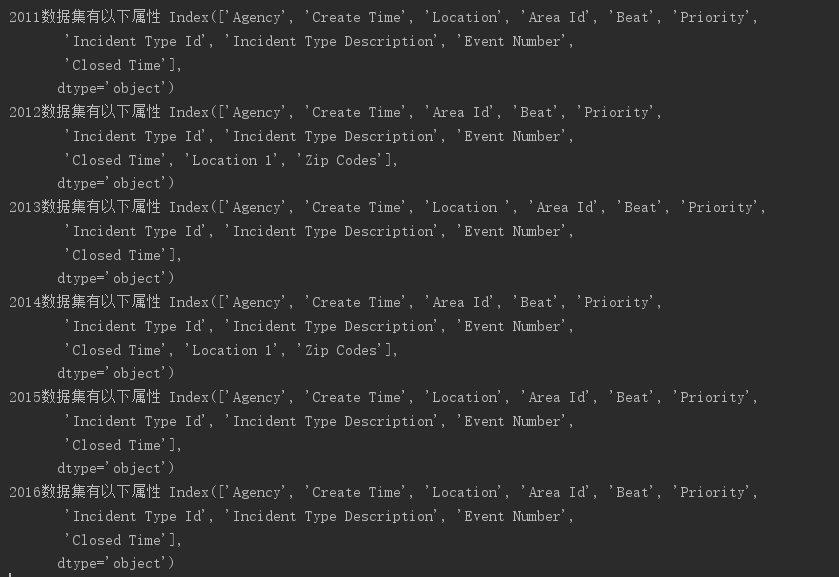 2011数据集有以下属性 Index(['Agency', 'Create Time', 'Location', 'Area Id', 'Beat', 'Priority',
'Incident Type Id', 'Incident Type Description', 'Event Number',
'Closed Time'],
dtype='object')
2012数据集有以下属性 Index(['Agency', 'Create Time', 'Area Id', 'Beat', 'Priority',
'Incident Type Id', 'Incident Type Description', 'Event Number',
'Closed Time', 'Location 1', 'Zip Codes'],
dtype='object')
2013数据集有以下属性 Index(['Agency', 'Create Time', 'Location ', 'Area Id', 'Beat', 'Priority',
'Incident Type Id', 'Incident Type Description', 'Event Number',
'Closed Time'],
dtype='object')
2014数据集有以下属性 Index(['Agency', 'Create Time', 'Area Id', 'Beat', 'Priority',
'Incident Type Id', 'Incident Type Description', 'Event Number',
'Closed Time', 'Location 1', 'Zip Codes'],
dtype='object')
2015数据集有以下属性 Index(['Agency', 'Create Time', 'Location', 'Area Id', 'Beat', 'Priority',
'Incident Type Id', 'Incident Type Description', 'Event Number',
'Closed Time'],
dtype='object')
2016数据集有以下属性 Index(['Agency', 'Create Time', 'Location', 'Area Id', 'Beat', 'Priority',
'Incident Type Id', 'Incident Type Description', 'Event Number',
'Closed Time'],
dtype='object')